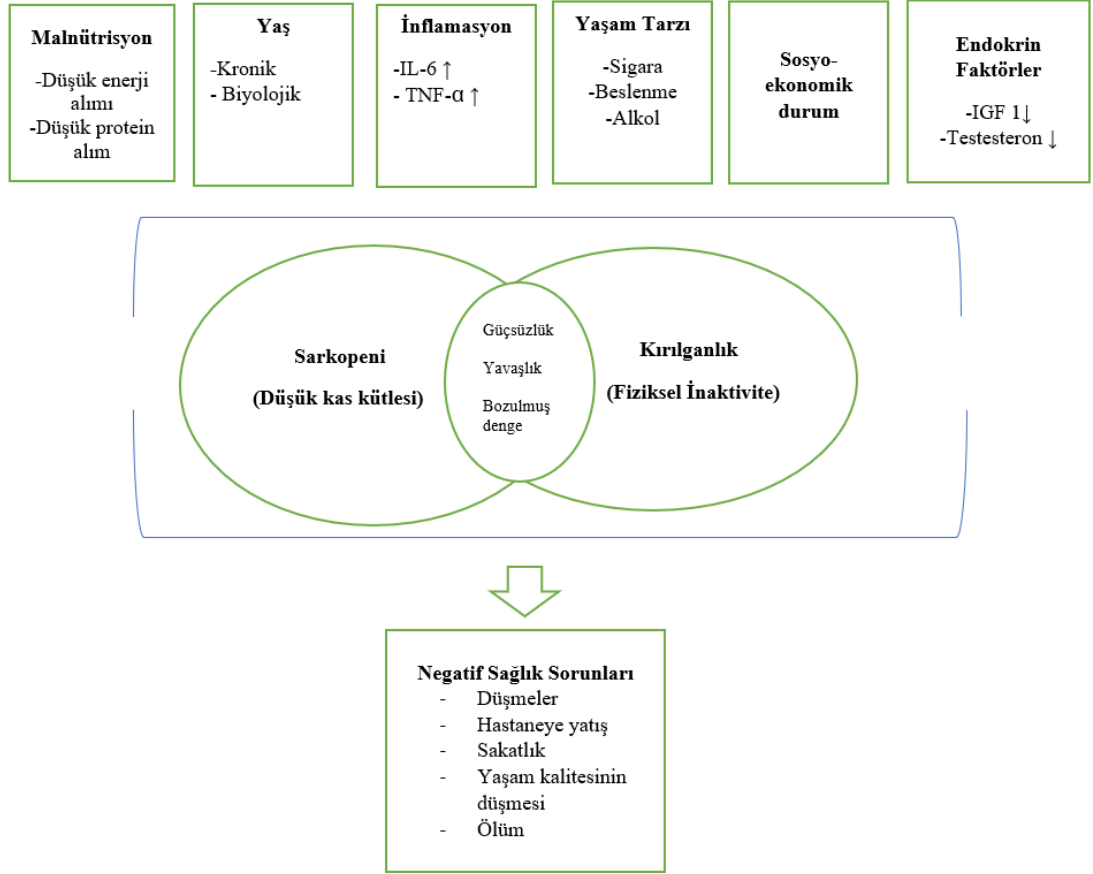 Malnütrisyon
-Düşük enerji
alımı
-Düşük protein
alım
Yaş
-Kronik
- Biyolojik
İnflamasyon
-IL-6 ↑
- TNF-α ↑
Yaşam Tarzı
-Sigara
-Beslenme
-Alkol
Sosyo-
ekonomik
durum
Endokrin
Faktörler
-IGF 1↓
-Testesteron ↓
Sarkopeni
(Düşük kas kütlesi)
Güçsüzlük
Yavaşlık
Bozulmuş
denge
Kırılganlık
(Fiziksel İnaktivite)
Negatif Sağlık Sorunları
- Düşmeler
- Hastaneye yatış
- Sakatlık
- Yaşam kalitesinin
düşmesi
- Ölüm